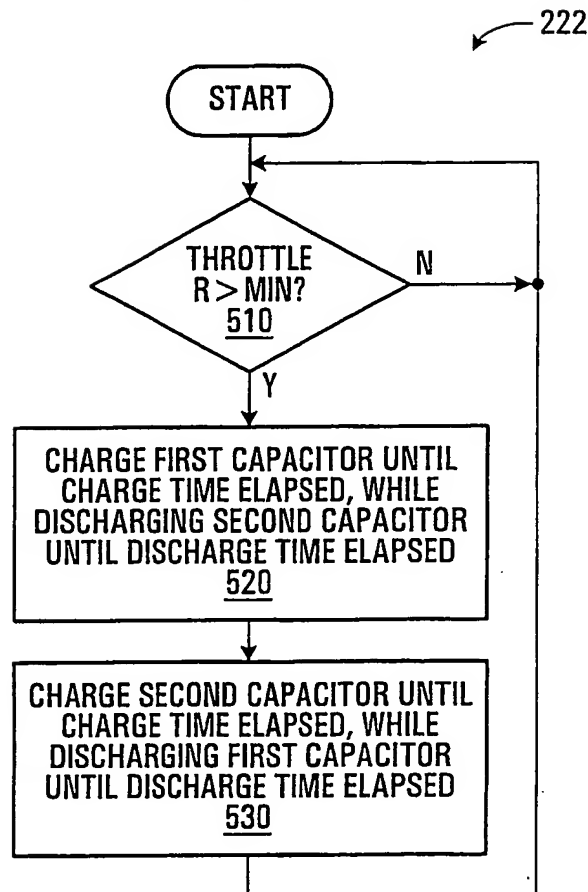 222
START
THROTTLE
R > MIN?
510
N
Y
CHARGE FIRST CAPACITOR UNTIL
CHARGE TIME ELAPSED, WHILE
DISCHARGING SECOND CAPACITOR
UNTIL DISCHARGE TIME ELAPSED
520
CHARGE SECOND CAPACITOR UNTIL
CHARGE TIME ELAPSED, WHILE
DISCHARGING FIRST CAPACITOR
UNTIL DISCHARGE TIME ELAPSED
530